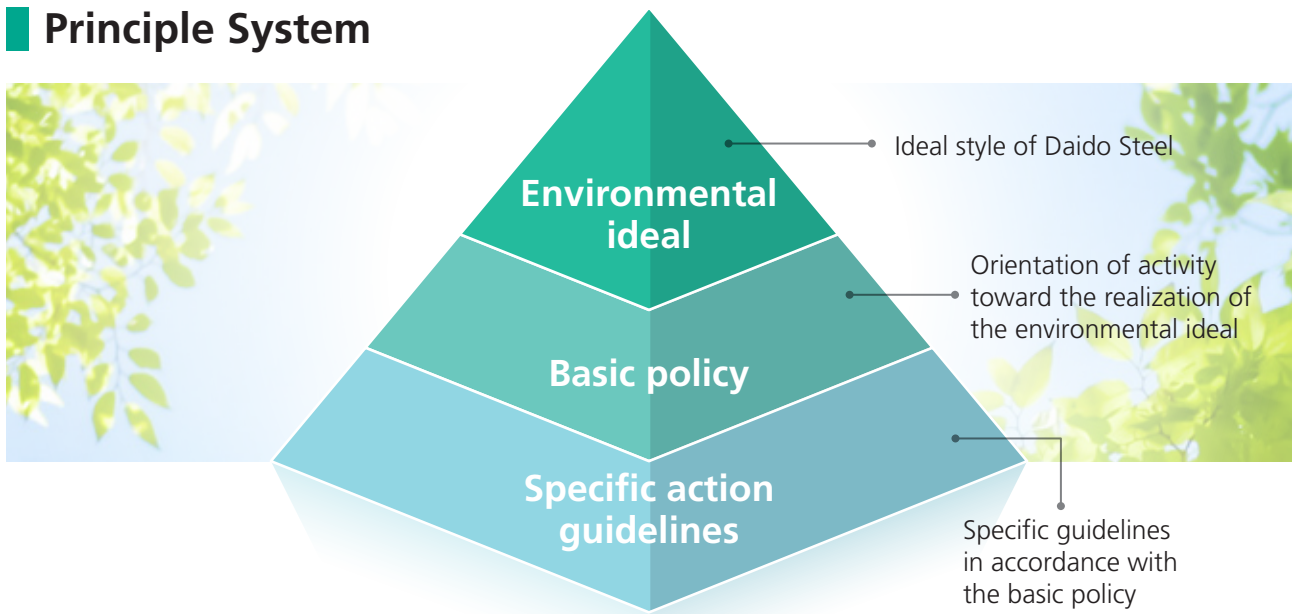 Principle System
Ideal style of Daido Steel
Environmental
ideal
Orientation of activity
toward the realization of
the environmental ideal
Basic policy
Specific action
guidelines
Specific guidelines
in accordance with
the basic policy